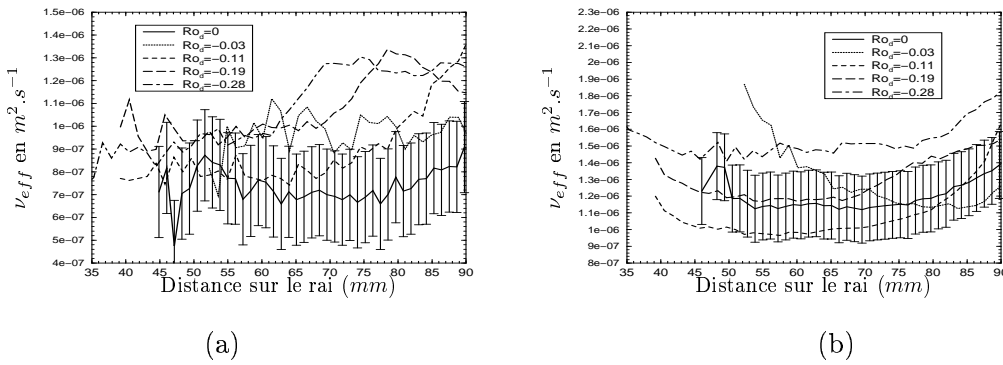 1.5e-06
1.4e-06
1.3e-06
1.2e-06
1.1e-06
1e-06
9e-07
8e-07
7e-07
6e-07
5e-07
4e-07
ν_eff en m².s⁻¹
Ro_d=0
Ro_d=−0.03
Ro_d=−0.11
Ro_d=−0.19
Ro_d=−0.28
35 40 45 50 55 60 65 70 75 80 85 90
Distance sur le rai (mm)
(a)
2.3e-06
2.2e-06
2.1e-06
2e-06
1.8e-06
1.7e-06
1.6e-06
1.5e-06
1.4e-06
1.3e-06
1.2e-06
1.1e-06
1e-06
9e-07
8e-07
ν_eff en m².s⁻¹
Ro_d=0
Ro_d=−0.03
Ro_d=−0.11
Ro_d=−0.19
Ro_d=−0.28
35 40 45 50 55 60 65 70 75 80 85 90
Distance sur le rai (mm)
(b)